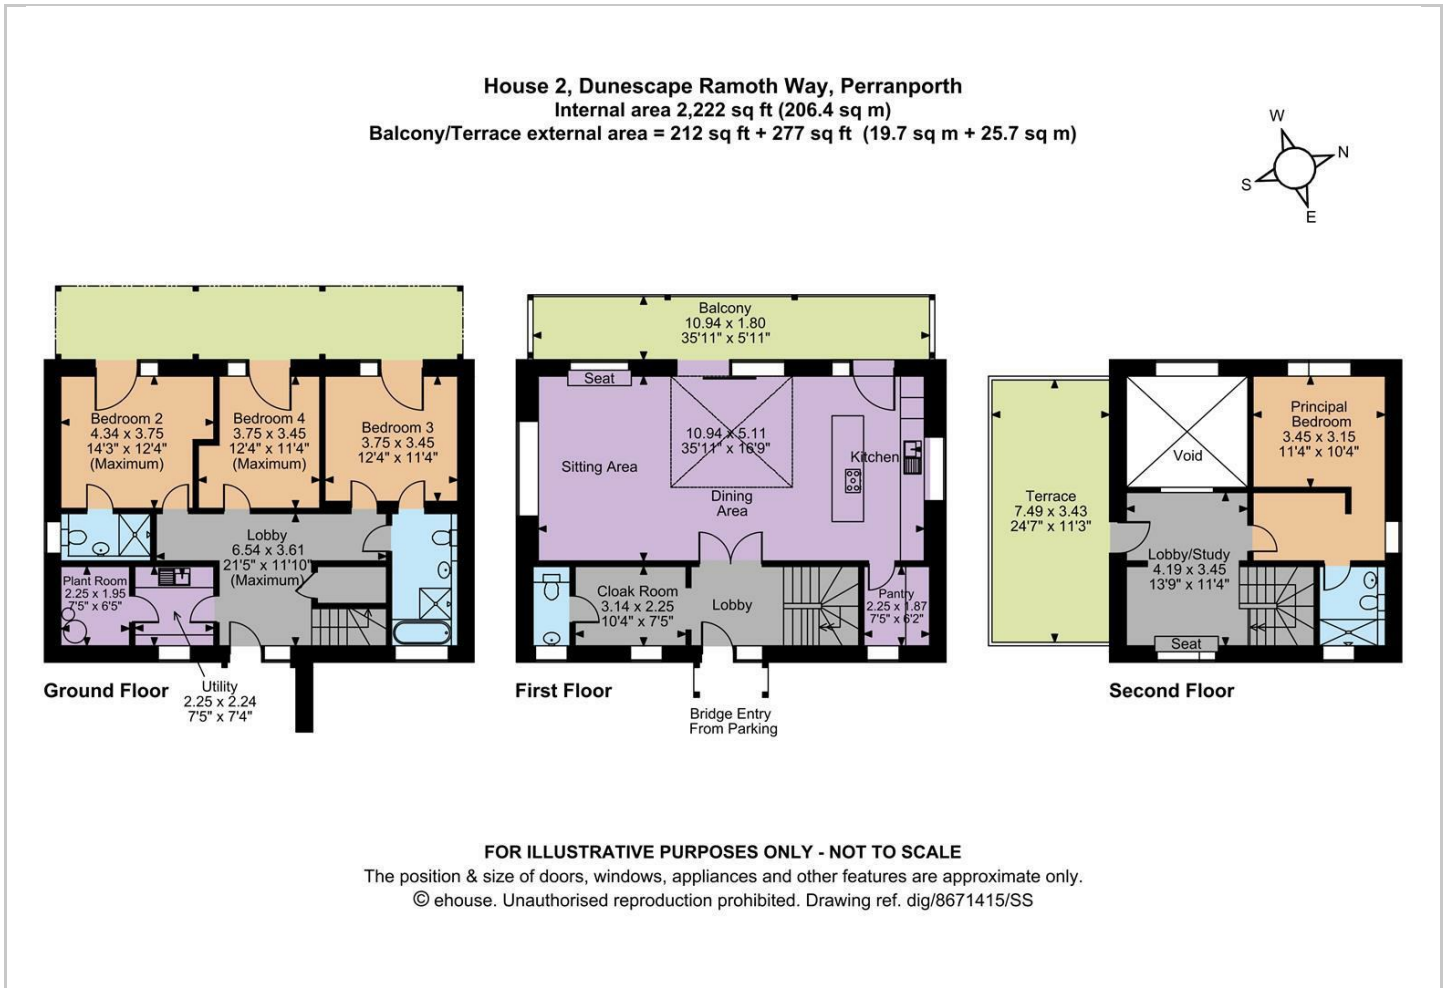 House 2, Dunescape Ramoth Way, Perranporth
Internal area 2,222 sq ft (206.4 sq m)
Balcony/Terrace external area = 212 sq ft + 277 sq ft (19.7 sq m + 25.7 sq m)
W
N
S
E
Bedroom 2
4.34 x 3.75
14'3" x 12'4"
(Maximum)
Bedroom 4
3.75 x 3.45
12'4" x 11'4"
(Maximum)
Bedroom 3
3.75 x 3.45
12'4" x 11'4"
Lobby
6.54 x 3.61
21'5" x 11'10"
(Maximum)
Plant Room
2.25 x 1.95
7'5" x 6'5"
Ground Floor
Utility
2.25 x 2.24
7'5" x 7'4"
Balcony
10.94 x 1.80
35'11" x 5'11"
Seat
10.94 x 5.11
35'11" x 16'9"
Sitting Area
Kitchen
Dining
Area
Cloak Room
3.14 x 2.25
10'4" x 7'5"
Lobby
Pantry
2.25 x 1.87
7'5" x 6'2"
First Floor
Bridge Entry
From Parking
Terrace
7.49 x 3.43
24'7" x 11'3"
Void
Principal
Bedroom
3.45 x 3.15
11'4" x 10'4"
Lobby/Study
4.19 x 3.45
13'9" x 11'4"
Seat
Second Floor
FOR ILLUSTRATIVE PURPOSES ONLY - NOT TO SCALE
The position & size of doors, windows, appliances and other features are approximate only.
© ehouse. Unauthorised reproduction prohibited. Drawing ref. dig/8671415/SS